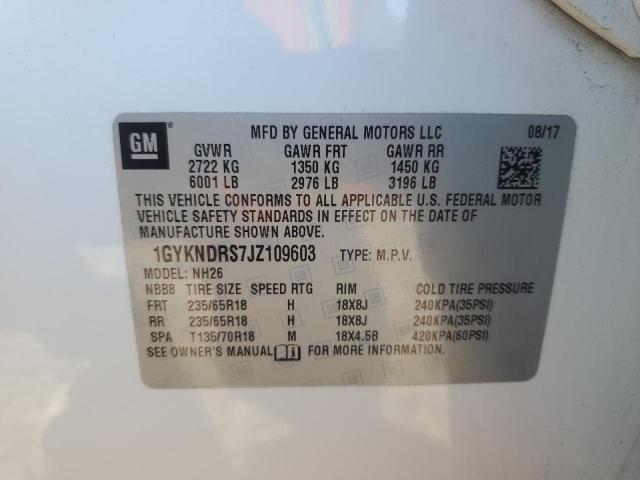 GM ®
MFD BY GENERAL MOTORS LLC 08/17
GVWR GAWR FRT GAWR RR
2722 KG 1350 KG 1450 KG
6001 LB 2976 LB 3196 LB
THIS VEHICLE CONFORMS TO ALL APPLICABLE U.S. FEDERAL MOTOR
VEHICLE SAFETY STANDARDS IN EFFECT ON THE DATE OF
MANUFACTURE SHOWN ABOVE.
1GYKNDRS7JZ109603 TYPE: M.P.V.
MODEL: NH26
NBB8 TIRE SIZE SPEED RTG RIM COLD TIRE PRESSURE
FRT 235/65R18 H 18X8J 240KPA(35PSI)
RR 235/65R18 H 18X8J 240KPA(35PSI)
SPA T135/70R18 M 18X4.5B 420KPA(60PSI)
SEE OWNER'S MANUAL FOR MORE INFORMATION.